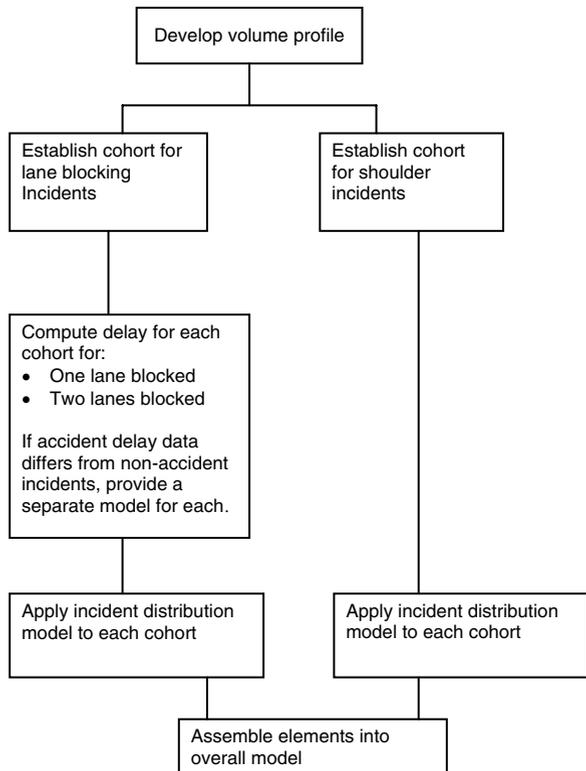 Develop volume profile
Establish cohort for
lane blocking
Incidents
Establish cohort
for shoulder
incidents
Compute delay for each
cohort for:
• One lane blocked
• Two lanes blocked
If accident delay data
differs from non-accident
incidents, provide a
separate model for each.
Apply incident distribution
model to each cohort
Apply incident distribution
model to each cohort
Assemble elements into
overall model